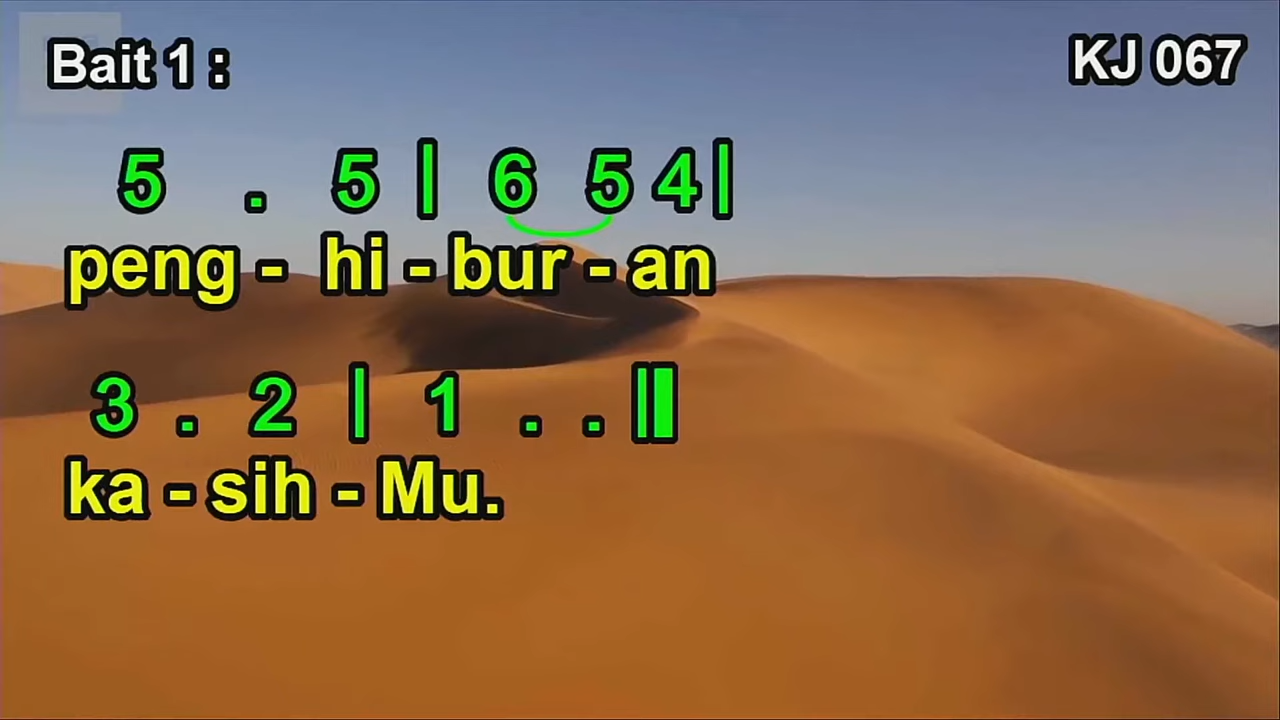 Bait 1 : KJ 067
5 . 5 | 6 5 4 |
peng - hi - bur - an
3 . 2 | 1 . . ||
ka - sih - Mu.